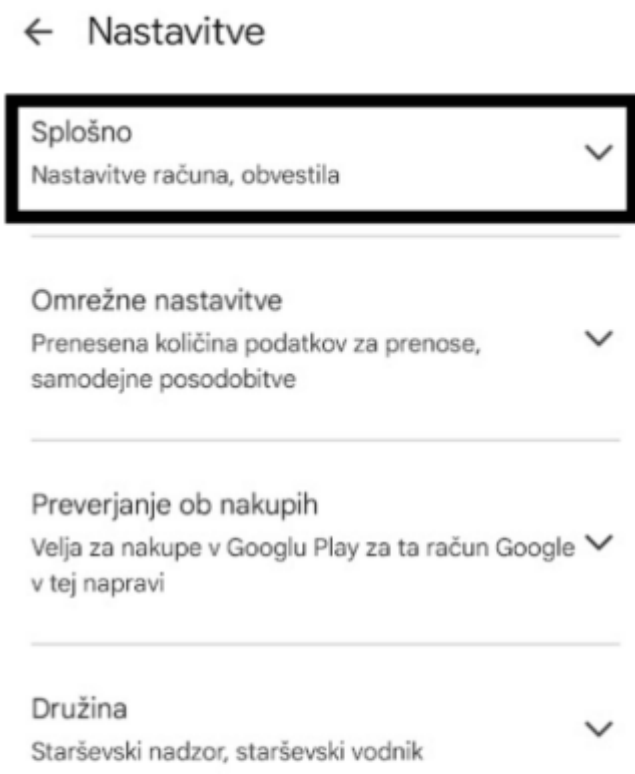 Nastavitve
Splošno
Nastavitve računa, obvestila
Omrežne nastavitve
Prenesena količina podatkov za prenose,
samodejne posodobitve
Preverjanje ob nakupih
Velja za nakupe v Googlu Play za ta račun Google
v tej napravi
Družina
Starševski nadzor, starševski vodnik